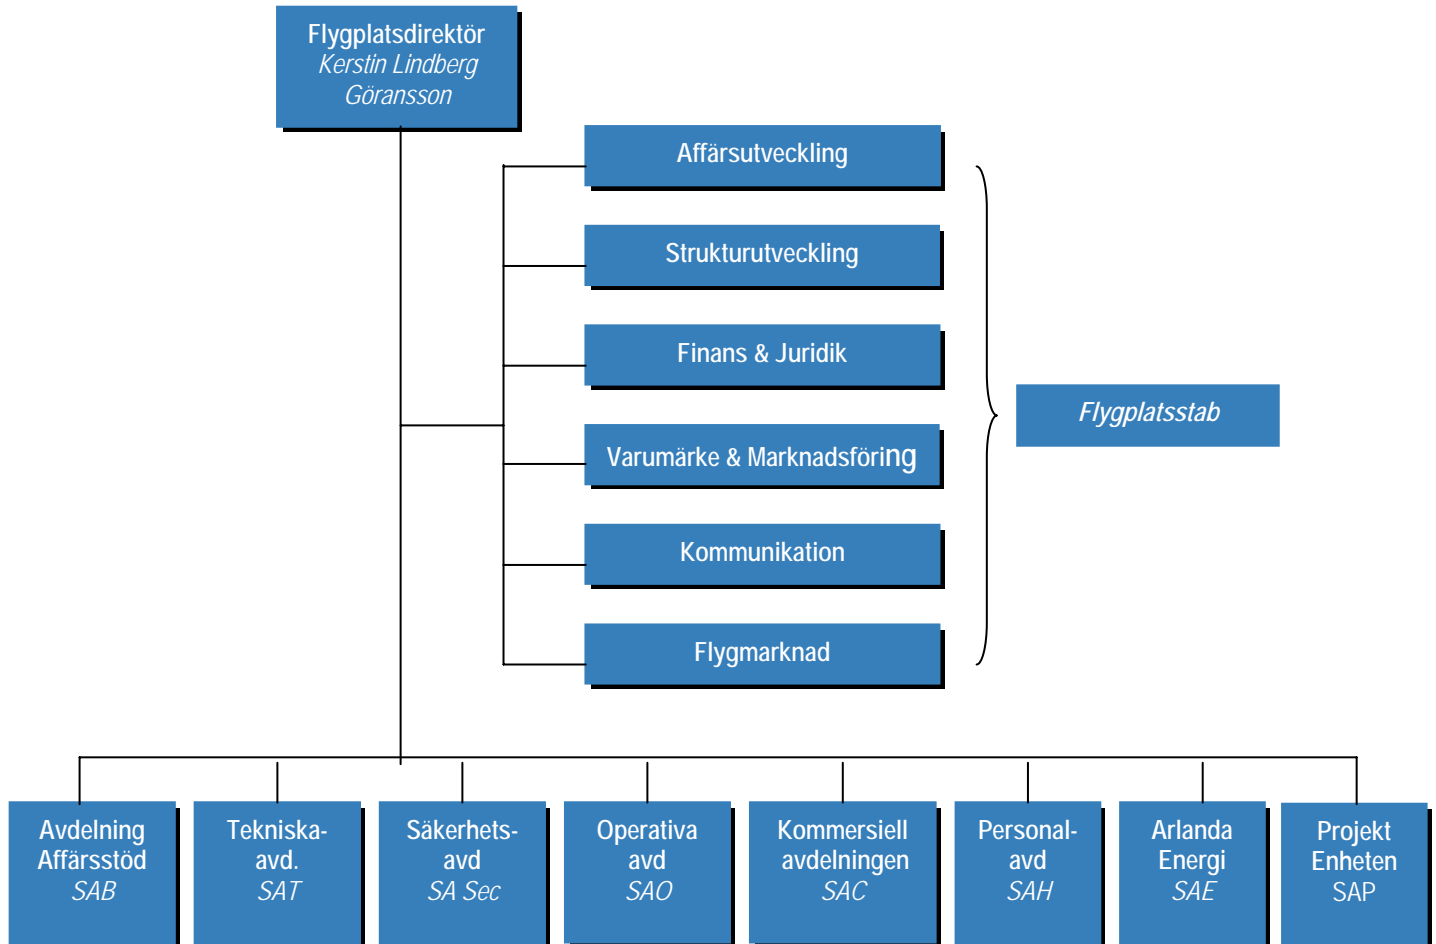 Flygplatsdirektör
Kerstin Lindberg
Göransson
Affärsutveckling
Strukturutveckling
Finans & Juridik
Varumärke & Marknadsföring
Kommunikation
Flygmarknad
Flygplatsstab
Avdelning
Affärsstöd
SAB
Tekniska-
avd.
SAT
Säkerhets-
avd
SA Sec
Operativa
avd
SAO
Kommersiell
avdelningen
SAC
Personal-
avd
SAH
Arlanda
Energi
SAE
Projekt
Enheten
SAP